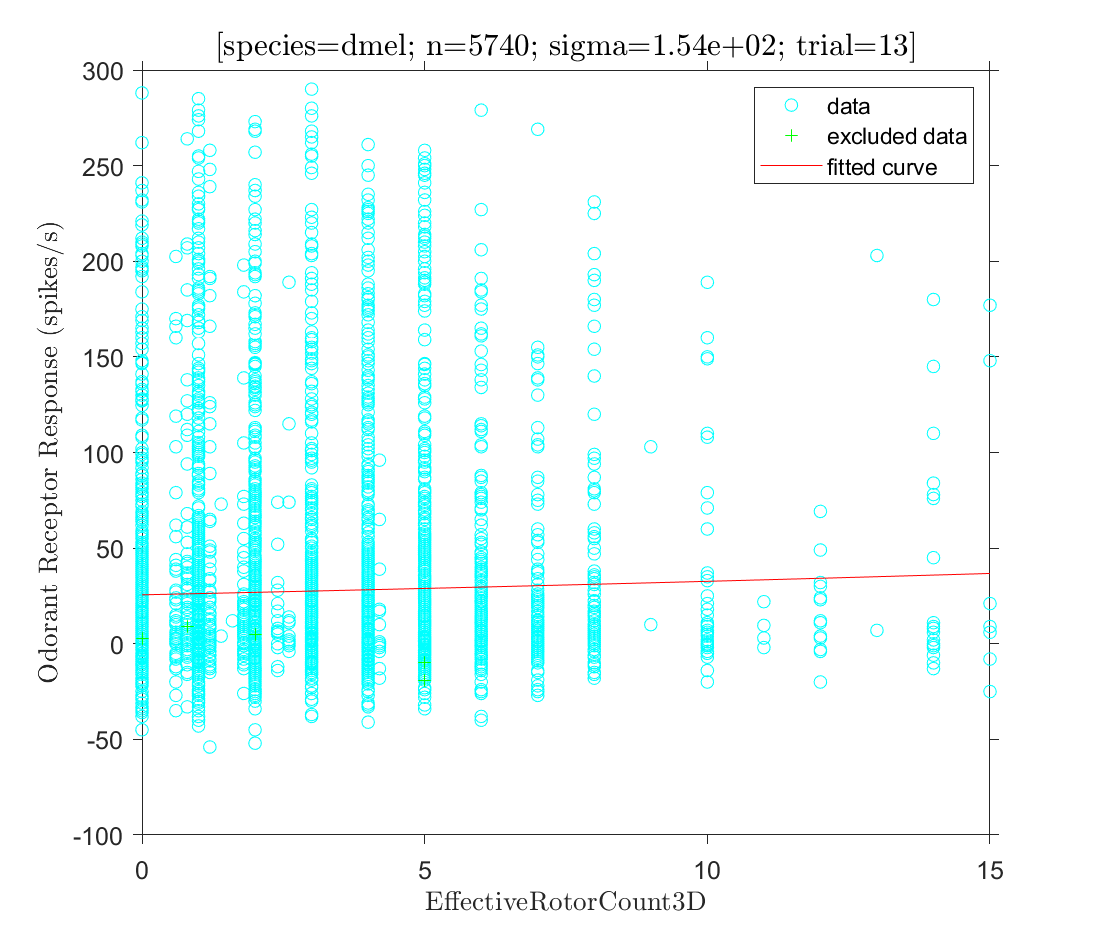 [species=dmel; n=5740; sigma=1.54e+02; trial=13]
300
250
200
150
100
50
0
-50
-100
Odorant Receptor Response (spikes/s)
data
excluded data
fitted curve
0 5 10 15
EffectiveRotorCount3D